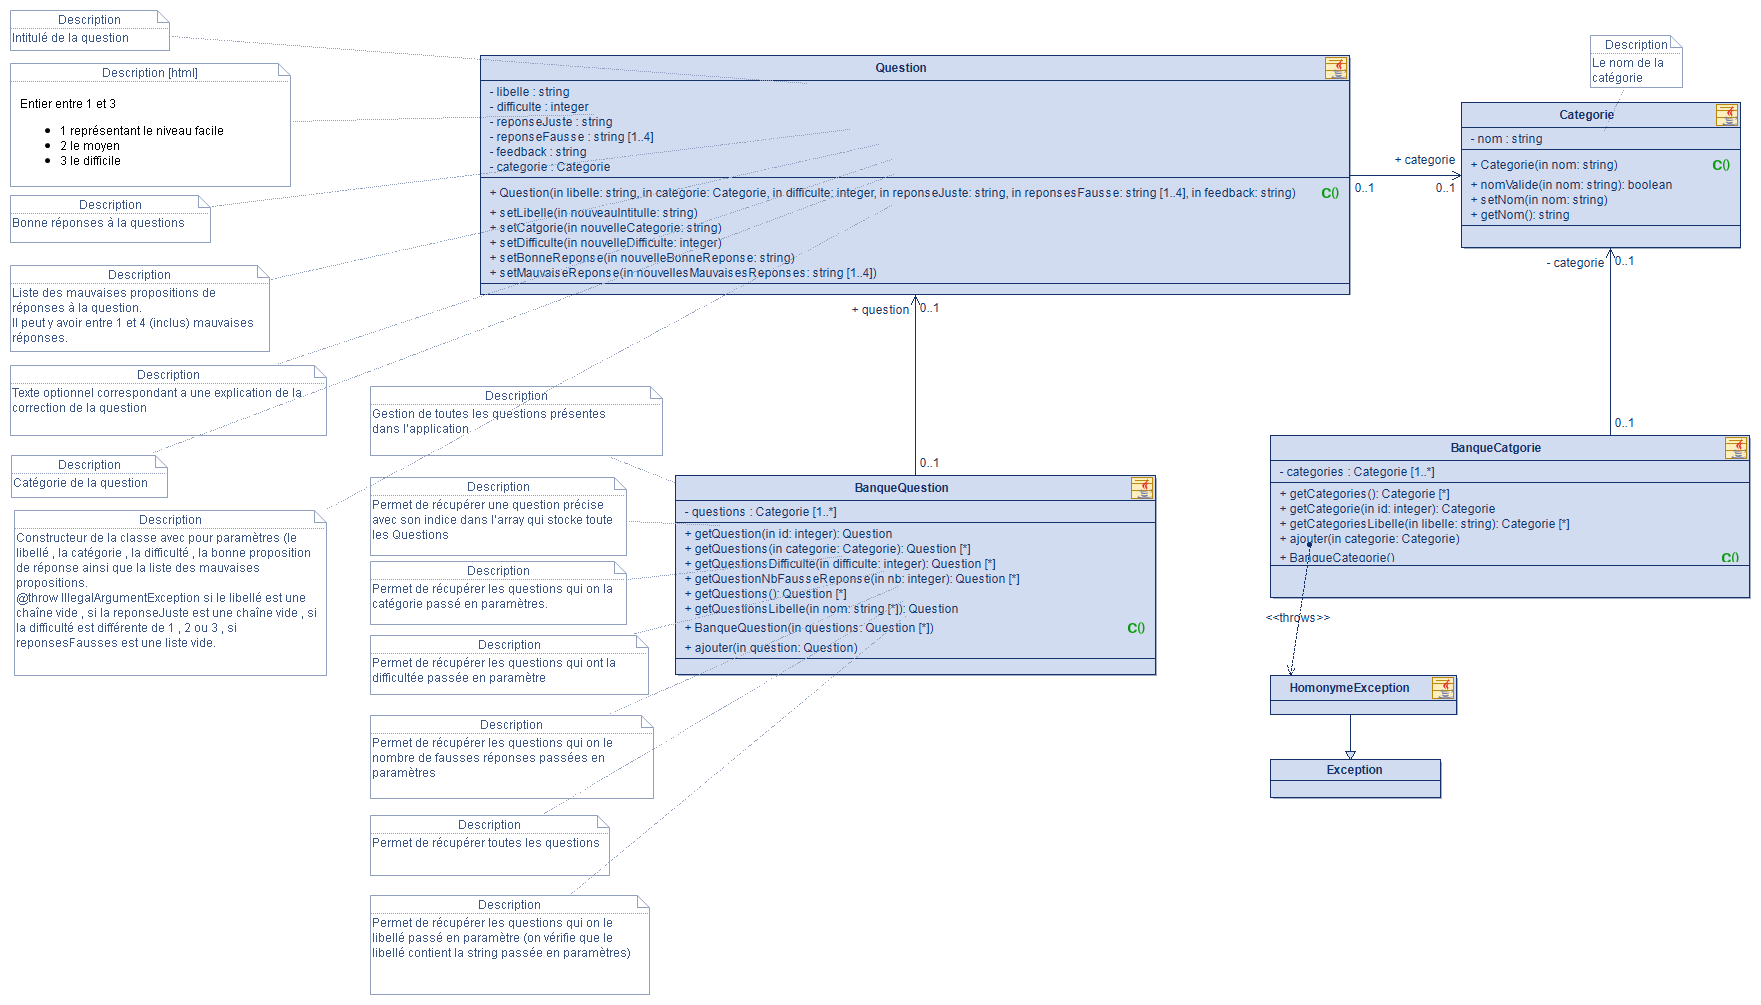 Description
Intitulé de la question
Description [html]
Entier entre 1 et 3
1 représentant le niveau facile
2 le moyen
3 le difficile
Description
Bonne réponses à la questions
Description
Liste des mauvaises propositions de
réponses à la question.
Il peut y avoir entre 1 et 4 (inclus) mauvaises
réponses.
Description
Texte optionnel correspondant a une explication de la
correction de la question
Description
Catégorie de la question
Description
Constructeur de la classe avec pour paramètres (le
libellé , la catégorie , la difficulté , la bonne proposition
de réponse ainsi que la liste des mauvaises
propositions.
@throw IllegalArgumentException si le libellé est une
chaîne vide , si la reponseJuste est une chaîne vide , si
la difficulté est différente de 1 , 2 ou 3 , si
reponsesFausses est une liste vide.
Question
- libelle : string
- difficulte : integer
- reponseJuste : string
- reponseFausse : string [1..4]
- feedback : string
- categorie : Categorie
+ Question(in libelle: string, in categorie: Categorie, in difficulte: integer, in reponseJuste: string, in reponsesFausse: string [1..4], in feedback: string)
C()
+ setLibelle(in nouveauIntitulle: string)
+ setCatgorie(in nouvelleCategorie: string)
+ setDifficulte(in nouvelleDifficulte: integer)
+ setBonneReponse(in nouvelleBonneReponse: string)
+ setMauvaiseReponse(in nouvellesMauvaisesReponses: string [1..4])
+ categorie
0..1
0..1
Description
Le nom de la
catégorie
Categorie
- nom : string
+ Categorie(in nom: string)
C()
+ nomValide(in nom: string): boolean
+ setNom(in nom: string)
+ getNom(): string
- categorie
0..1
0..1
+ question
0..1
0..1
Description
Gestion de toutes les questions présentes
dans l'application
Description
Permet de récupérer une question précise
avec son indice dans l'array qui stocke toute
les Questions
Description
Permet de récupérer les questions qui on la
catégorie passé en paramètres.
Description
Permet de récupérer les questions qui ont la
difficultée passée en paramètre
Description
Permet de récupérer les questions qui on le
nombre de fausses réponses passées en
paramètres
Description
Permet de récupérer toutes les questions
Description
Permet de récupérer les questions qui on le
libellé passé en paramètre (on vérifie que le
libellé contient la string passée en paramètres)
BanqueQuestion
- questions : Categorie [1..*]
+ getQuestion(in id: integer): Question
+ getQuestions(in categorie: Categorie): Question [*]
+ getQuestionsDifficulte(in difficulte: integer): Question [*]
+ getQuestionNbFausseReponse(in nb: integer): Question [*]
+ getQuestions(): Question [*]
+ getQuestionsLibelle(in nom: string [*]): Question
+ BanqueQuestion(in questions: Question [*])
C()
+ ajouter(in question: Question)
BanqueCatgorie
- categories : Categorie [1..*]
+ getCategories(): Categorie [*]
+ getCategorie(in id: integer): Categorie
+ getCategoriesLibelle(in libelle: string): Categorie [*]
+ ajouter(in categorie: Categorie)
+ BanqueCategorie()
C()
<<throws>>
HomonymeException
Exception